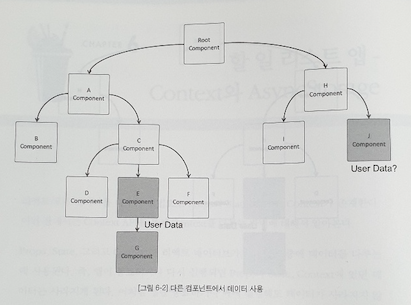 Root
Component
A
Component
H
Component
B
Component
C
Component
I
Component
J
Component
User Data?
D
Component
E
Component
F
Component
User Data
G
Component
[그림 6-2] 다른 컴포넌트에서 데이터 사용